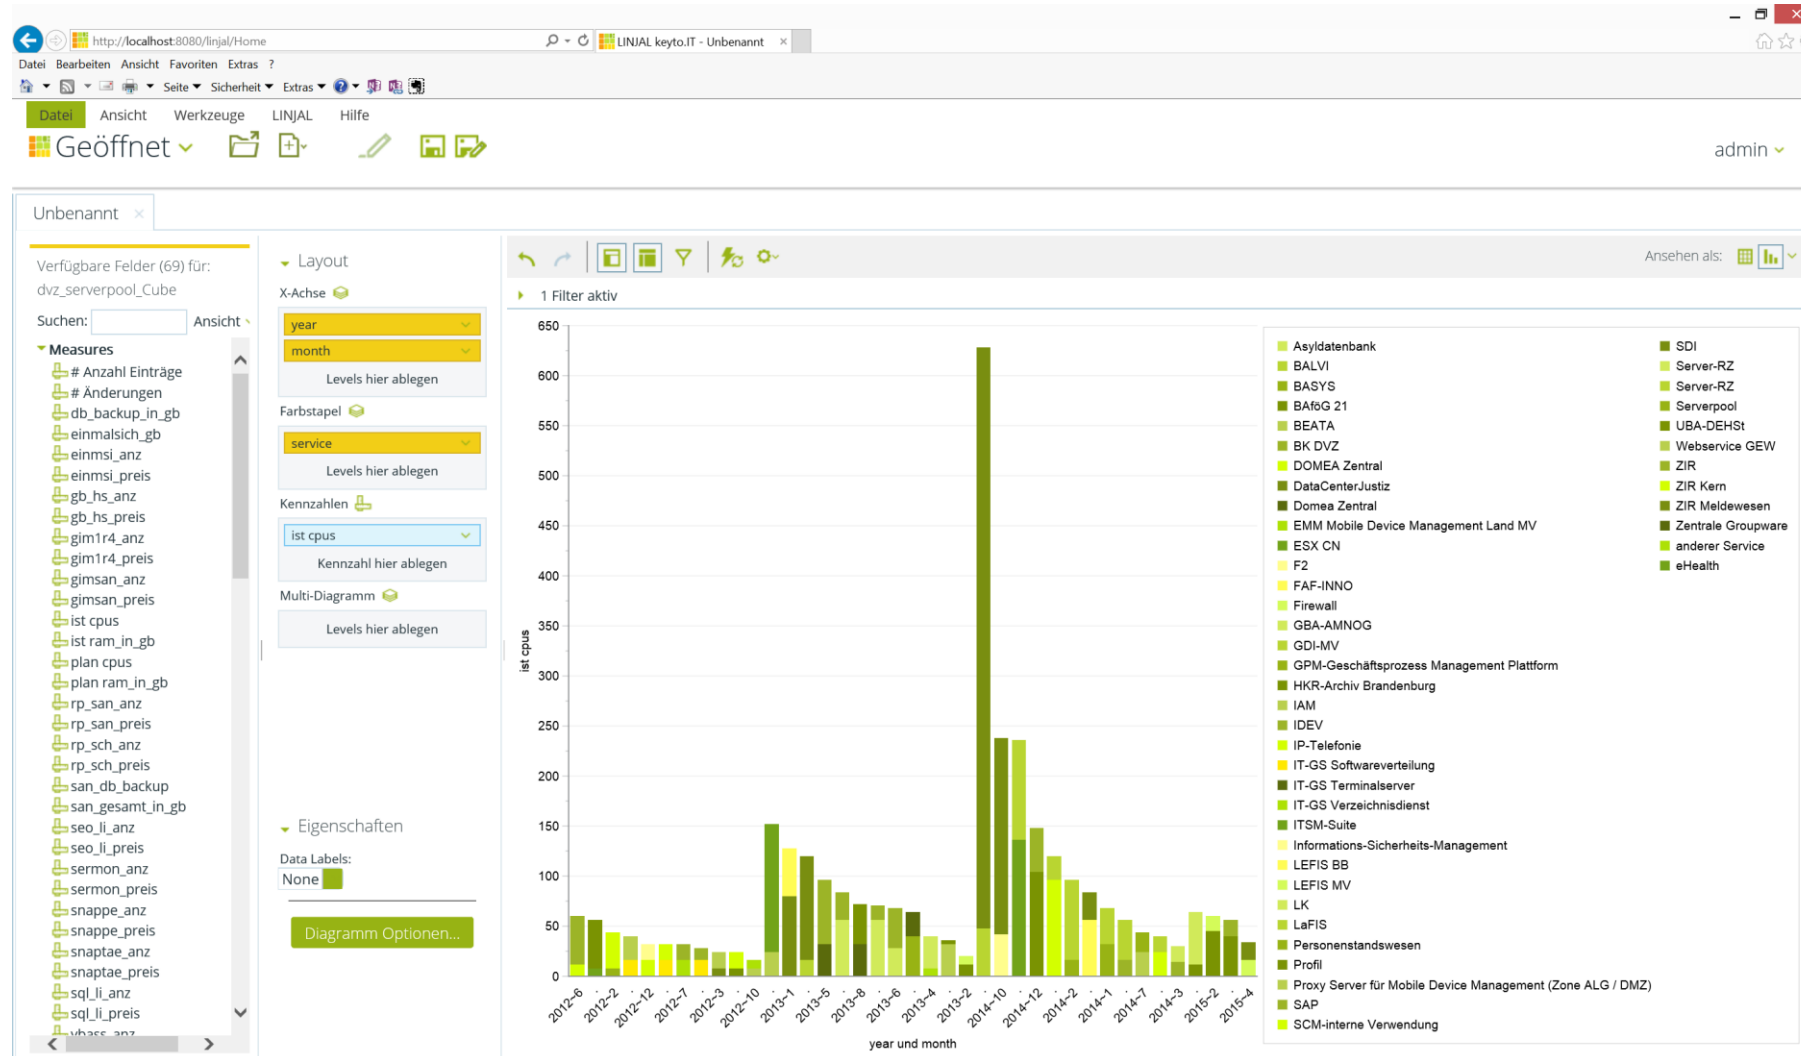 http://localhost:8080/linjal/Home
LINJAL keyto.IT - Unbenannt
Datei Bearbeiten Ansicht Favoriten Extras ?
Seite Sicherheit Extras
Datei Ansicht Werkzeuge LINJAL Hilfe
Geöffnet
admin
Unbenannt
Verfügbare Felder (69) für:
dvz_serverpool_Cube
Suchen: Ansicht
Measures
# Anzahl Einträge
# Änderungen
db_backup_in_gb
einmalsich_gb
einmsi_anz
einmsi_preis
gb_hs_anz
gb_hs_preis
gim1r4_anz
gim1r4_preis
gimsan_anz
gimsan_preis
ist cpus
ist ram_in_gb
plan cpus
plan ram_in_gb
rp_san_anz
rp_san_preis
rp_sch_anz
rp_sch_preis
san_db_backup
san_gesamt_in_gb
seo_li_anz
seo_li_preis
sermon_anz
sermon_preis
snappe_anz
snappe_preis
snaptae_anz
snaptae_preis
sql_li_anz
sql_li_preis
Layout
X-Achse
year
month
Levels hier ablegen
Farbstapel
service
Levels hier ablegen
Kennzahlen
ist cpus
Kennzahl hier ablegen
Multi-Diagramm
Levels hier ablegen
Eigenschaften
Data Labels:
None
Diagramm Optionen...
Ansehen als:
1 Filter aktiv
650
600
550
500
450
400
350
300
250
200
150
100
50
0
ist cpus
2012~6 2012~2 2012~12 2012~7 2012~3 2012~10 2013~1 2013~5 2013~8 2013~6 2013~4 2013~2 2014~10 2014~12 2014~2 2014~1 2014~7 2014~3 2015~2 2015~4
year und month
Asyldatenbank
BALVI
BASYS
BAföG 21
BEATA
BK DVZ
DOMEA Zentral
DataCenterJustiz
Domea Zentral
EMM Mobile Device Management Land MV
ESX CN
F2
FAF-INNO
Firewall
GBA-AMNOG
GDI-MV
GPM-Geschäftsprozess Management Plattform
HKR-Archiv Brandenburg
IAM
IDEV
IP-Telefonie
IT-GS Softwareverteilung
IT-GS Terminalserver
IT-GS Verzeichnisdienst
ITSM-Suite
Informations-Sicherheits-Management
LEFIS BB
LEFIS MV
LK
LaFIS
Personenstandswesen
Profil
Proxy Server für Mobile Device Management (Zone ALG / DMZ)
SAP
SCM-interne Verwendung
SDI
Server-RZ
Server-RZ
Serverpool
UBA-DEHSt
Webservice GEW
ZIR
ZIR Kern
ZIR Meldewesen
Zentrale Groupware
anderer Service
eHealth